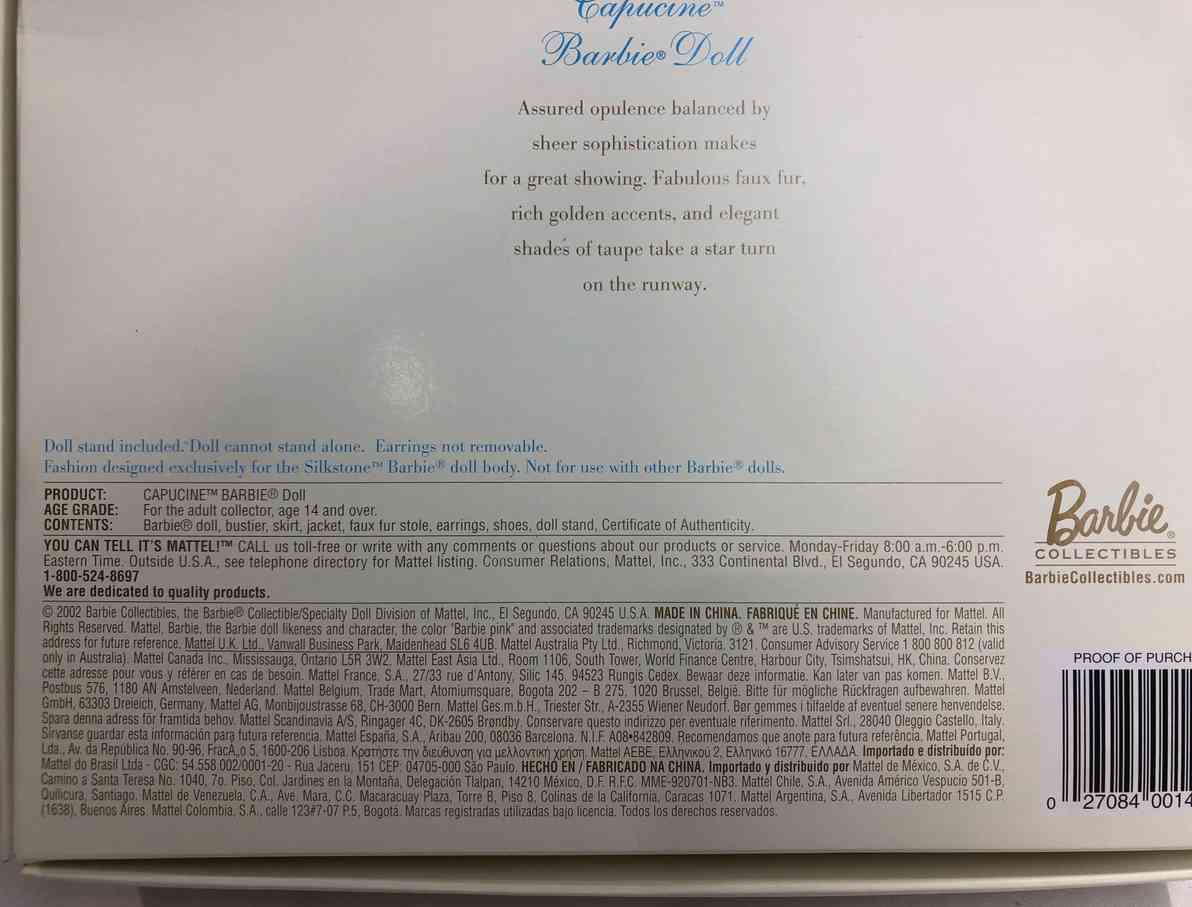 Capucine™
Barbie® Doll
Assured opulence balanced by
sheer sophistication makes
for a great showing. Fabulous faux fur,
rich golden accents, and elegant
shades of taupe take a star turn
on the runway.
Doll stand included. Doll cannot stand alone. Earrings not removable.
Fashion designed exclusively for the Silkstone™ Barbie® doll body. Not for use with other Barbie® dolls.
PRODUCT: CAPUCINE™ BARBIE® Doll
AGE GRADE: For the adult collector, age 14 and over.
CONTENTS: Barbie® doll, bustier, skirt, jacket, faux fur stole, earrings, shoes, doll stand, Certificate of Authenticity.
YOU CAN TELL IT'S MATTEL!™ CALL us toll-free or write with any comments or questions about our products or service. Monday-Friday 8:00 a.m.-6:00 p.m.
Eastern Time. Outside U.S.A., see telephone directory for Mattel listing. Consumer Relations, Mattel, Inc., 333 Continental Blvd., El Segundo, CA 90245 USA.
1-800-524-8697
We are dedicated to quality products.
© 2002 Barbie Collectibles, the Barbie® Collectible/Specialty Doll Division of Mattel, Inc., El Segundo, CA 90245 U.S.A. MADE IN CHINA. FABRIQUÉ EN CHINE. Manufactured for Mattel. All
Rights Reserved. Mattel, Barbie, the Barbie doll likeness and character, the color "Barbie pink" and associated trademarks designated by ® & ™ are U.S. trademarks of Mattel, Inc. Retain this
address for future reference. Mattel U.K. Ltd., Vanwall Business Park, Maidenhead SL6 4UB. Mattel Australia Pty Ltd., Richmond, Victoria. 3121. Consumer Advisory Service 1 800 800 812 (valid
only in Australia). Mattel Canada Inc., Mississauga, Ontario L5R 3W2. Mattel East Asia Ltd., Room 1106, South Tower, World Finance Centre, Harbour City, Tsimshatsui, HK, China. Conservez
cette adresse pour vous y référer en cas de besoin. Mattel France, S.A., 27/33 rue d'Antony, Silic 145, 94523 Rungis Cedex. Bewaar deze informatie. Kan later van pas komen. Mattel B.V.,
Postbus 576, 1180 AN Amstelveen, Nederland. Mattel Belgium, Trade Mart, Atomiumsquare, Bogota 202 – B 275, 1020 Brussel, België. Bitte für mögliche Rückfragen aufbewahren. Mattel
GmbH, 63303 Dreieich, Germany. Mattel AG, Monbijoustrasse 68, CH-3000 Bern. Mattel Ges.m.b.H., Triester Str., A-2355 Wiener Neudorf. Bør gemmes i tilfælde af eventuel senere henvendelse.
Spara denna adress för framtida behov. Mattel Scandinavia A/S, Ringager 4C, DK-2605 Brøndby. Conservare questo indirizzo per eventuale riferimento. Mattel Srl., 28040 Oleggio Castello, Italy.
Sírvanse guardar esta información para futura referencia. Mattel España, S.A., Aribau 200, 08036 Barcelona. N.I.F. A08•842809. Recomendamos que anote para futura referência. Mattel Portugal,
Lda., Av. da República No. 90-96, FracA,o 5, 1600-206 Lisboa. Κρατήστε την διεύθυνση για μελλοντική χρήση. Mattel AEBE, Ελληνικού 2, Ελληνικό 16777, ΕΛΛΑΔΑ. Importado e distribuído por:
Mattel do Brasil Ltda - CGC: 54.558.002/0001-20 - Rua Jaceru, 151 CEP: 04705-000 São Paulo. HECHO EN / FABRICADO NA CHINA. Importado y distribuido por Mattel de México, S.A. de C.V.,
Camino a Santa Teresa No. 1040, 7o. Piso, Col. Jardines en la Montaña, Delegación Tlalpan, 14210 México, D.F. R.F.C. MME-920701-NB3. Mattel Chile, S.A., Avenida Américo Vespucio 501-B,
Quilicura, Santiago. Mattel de Venezuela, C.A., Ave. Mara, C.C. Macaracuay Plaza, Torre B, Piso 8, Colinas de la California, Caracas 1071. Mattel Argentina, S.A., Avenida Libertador 1515 C.P.
(1638), Buenos Aires. Mattel Colombia, S.A., calle 123#7-07 P.5, Bogotá. Marcas registradas utilizadas bajo licencia. Todos los derechos reservados.
Barbie®
COLLECTIBLES
BarbieCollectibles.com
PROOF OF PURCH
0 27084 0014